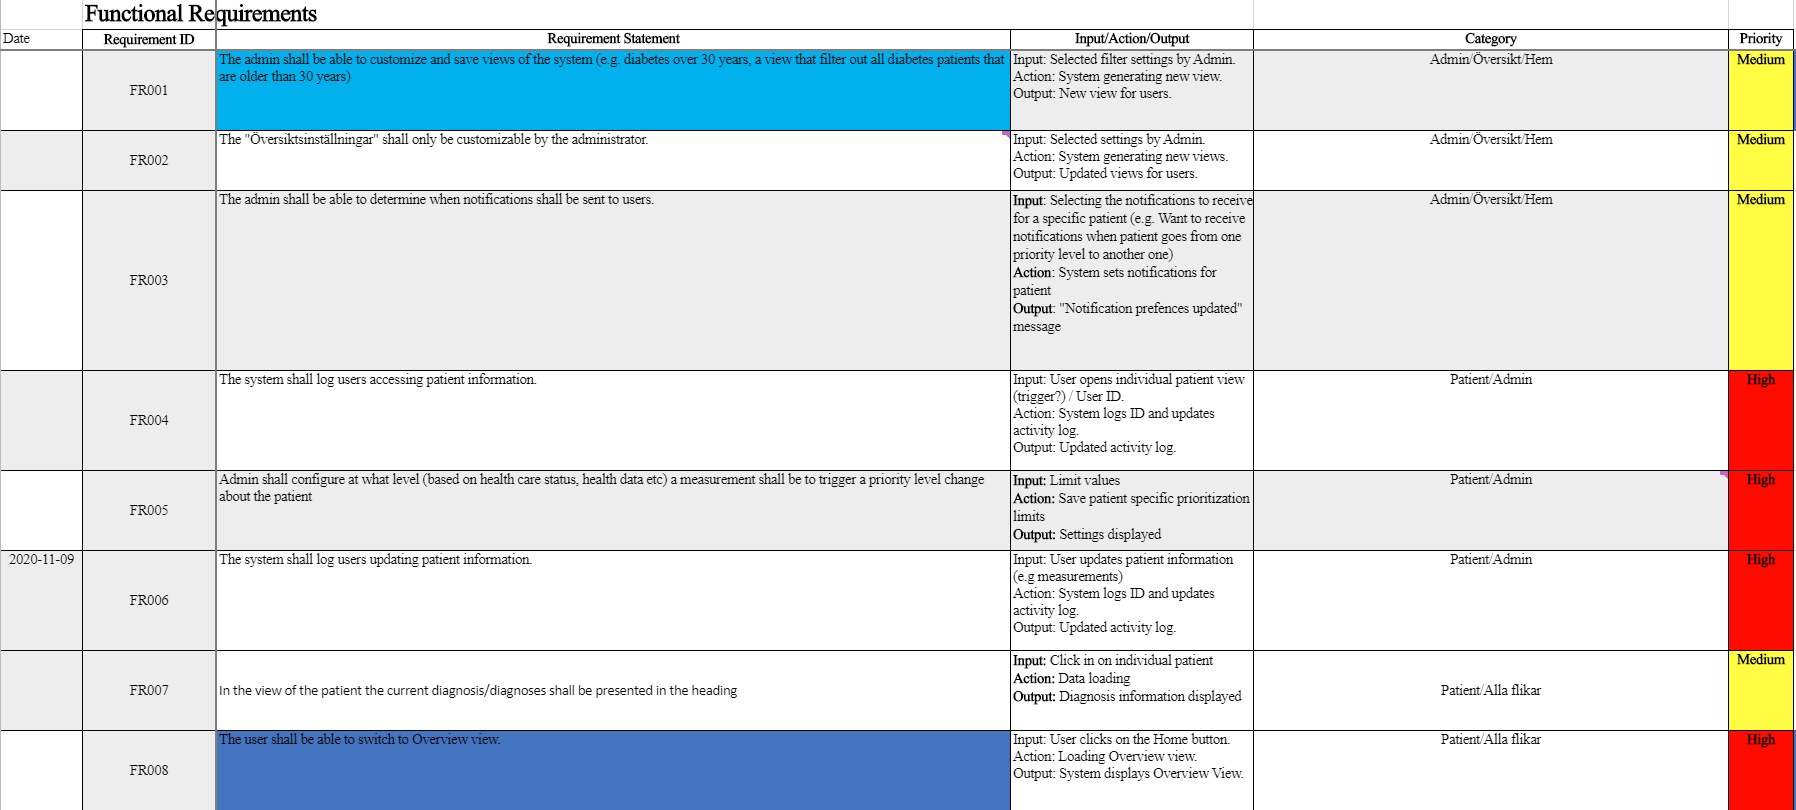 Functional Requirements
Date Requirement ID Requirement Statement Input/Action/Output Category Priority
FR001
The admin shall be able to customize and save views of the system (e.g. diabetes over 30 years, a view that filter out all diabetes patients that
are older than 30 years)
Input: Selected filter settings by Admin.
Action: System generating new view.
Output: New view for users.
Admin/Översikt/Hem
Medium
FR002
The "Översiktsinställningar" shall only be customizable by the administrator.
Input: Selected settings by Admin.
Action: System generating new views.
Output: Updated views for users.
Admin/Översikt/Hem
Medium
FR003
The admin shall be able to determine when notifications shall be sent to users.
Input: Selecting the notifications to receive
for a specific patient (e.g. Want to receive
notifications when patient goes from one
priority level to another one)
Action: System sets notifications for
patient
Output: "Notification prefences updated"
message
Admin/Översikt/Hem
Medium
FR004
The system shall log users accessing patient information.
Input: User opens individual patient view
(trigger?) / User ID.
Action: System logs ID and updates
activity log.
Output: Updated activity log.
Patient/Admin
High
FR005
Admin shall configure at what level (based on health care status, health data etc) a measurement shall be to trigger a priority level change
about the patient
Input: Limit values
Action: Save patient specific prioritization
limits
Output: Settings displayed
Patient/Admin
High
2020-11-09
FR006
The system shall log users updating patient information.
Input: User updates patient information
(e.g measurements)
Action: System logs ID and updates
activity log.
Output: Updated activity log.
Patient/Admin
High
FR007
In the view of the patient the current diagnosis/diagnoses shall be presented in the heading
Input: Click in on individual patient
Action: Data loading
Output: Diagnosis information displayed
Patient/Alla flikar
Medium
FR008
The user shall be able to switch to Overview view.
Input: User clicks on the Home button.
Action: Loading Overview view.
Output: System displays Overview View.
Patient/Alla flikar
High